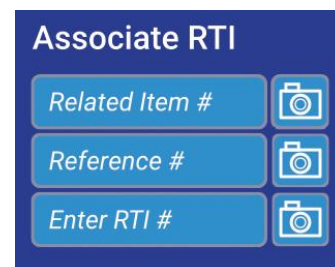 Associate RTI
Related Item #
Reference #
Enter RTI #